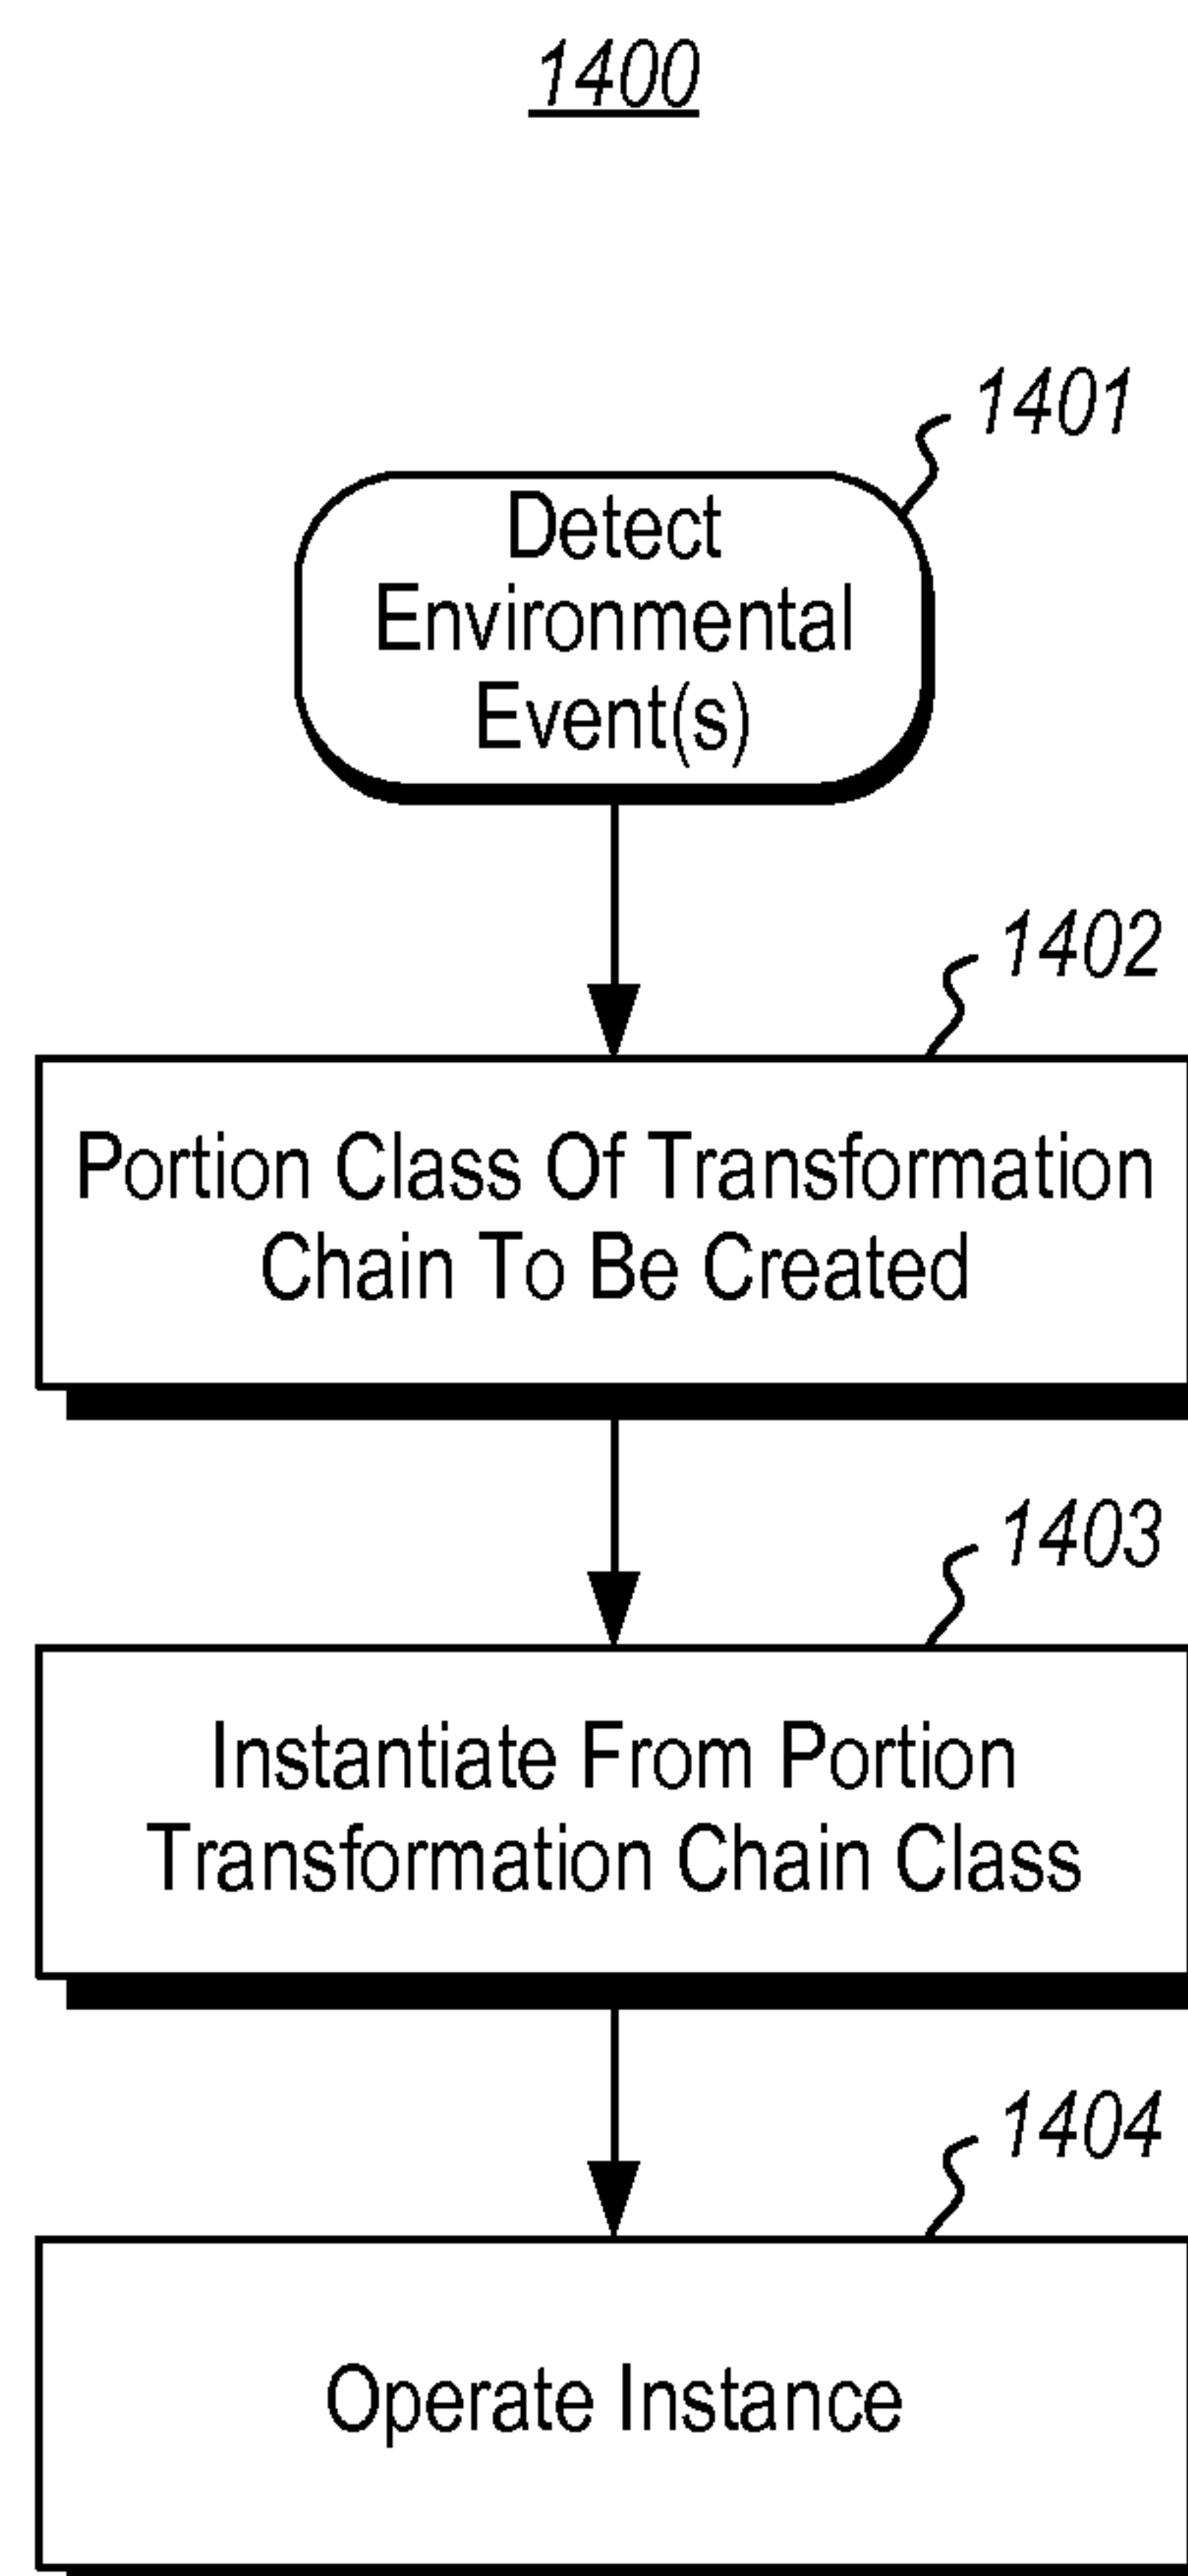 1400
1401
Detect
Environmental
Event(s)
1402
Portion Class Of Transformation
Chain To Be Created
1403
Instantiate From Portion
Transformation Chain Class
1404
Operate Instance